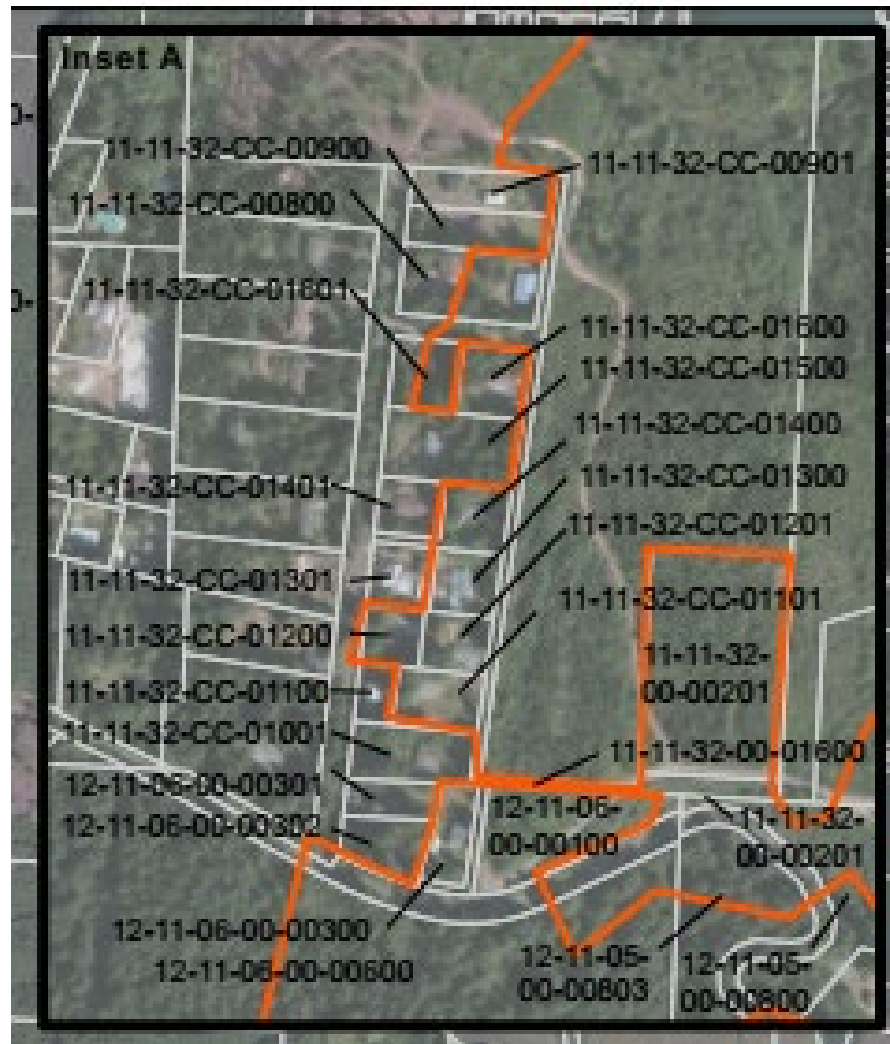 Inset A
11-11-32-CC-00900
11-11-32-CC-00901
11-11-32-CC-00800
11-11-32-CC-01601
11-11-32-CC-01600
11-11-32-CC-01500
11-11-32-CC-01400
11-11-32-CC-01300
11-11-32-CC-01401
11-11-32-CC-01201
11-11-32-CC-01301
11-11-32-CC-01101
11-11-32-CC-01200
11-11-32-
00-00201
11-11-32-CC-01100
11-11-32-CC-01001
11-11-32-00-01600
12-11-06-00-00301
12-11-06-00-00302
12-11-06-
00-00100
11-11-32-
00-00201
12-11-06-00-00300
12-11-06-00-00600
12-11-05-
00-00803
12-11-05-
00-00800